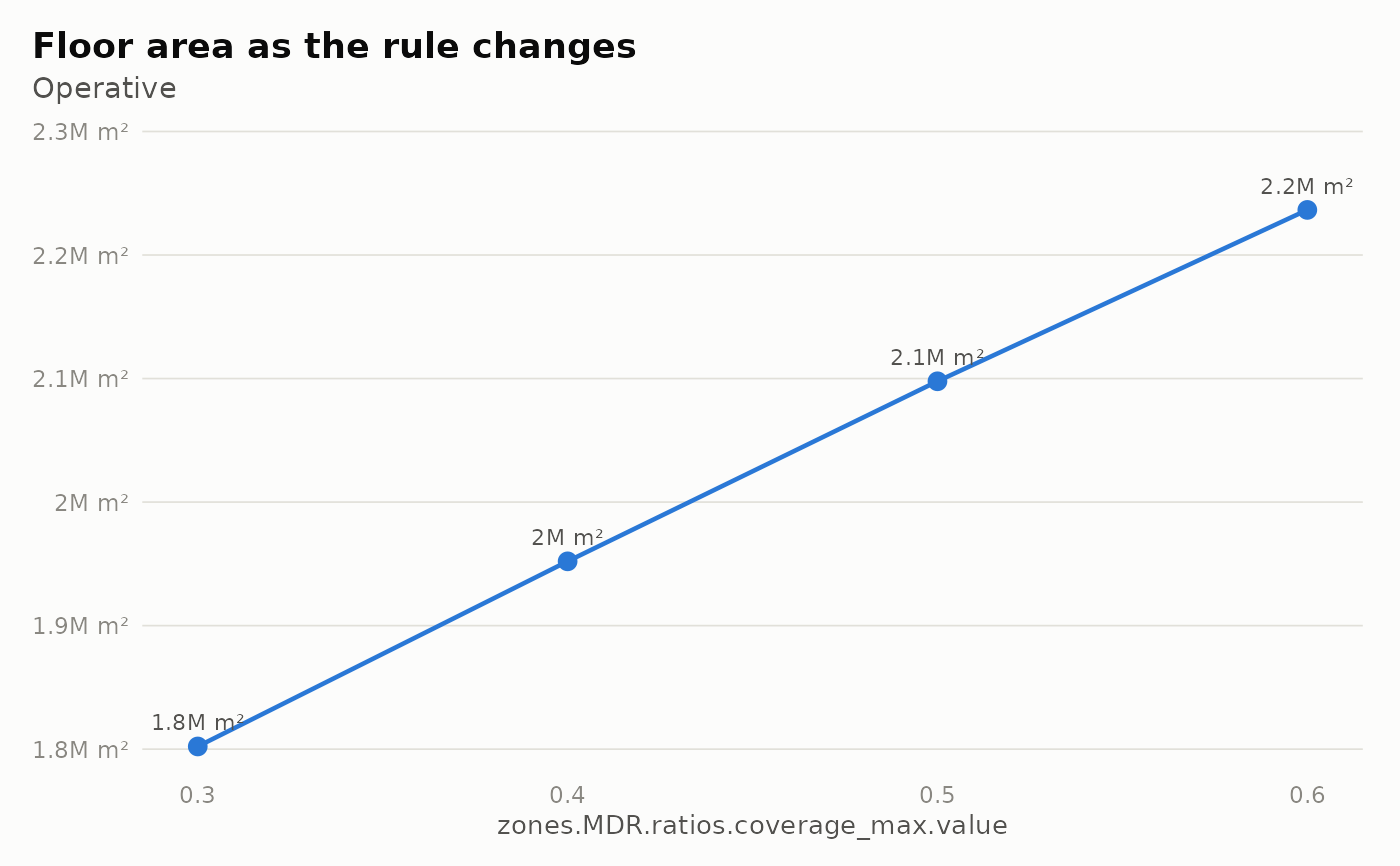 Floor area as the rule changes
Operative
2.3M m²
2.2M m²
2.2M m²
2.1M m²
2.1M m²
2M m²
2M m²
1.9M m²
1.8M m²
1.8M m²
0.3 0.4 0.5 0.6
zones.MDR.ratios.coverage_max.value